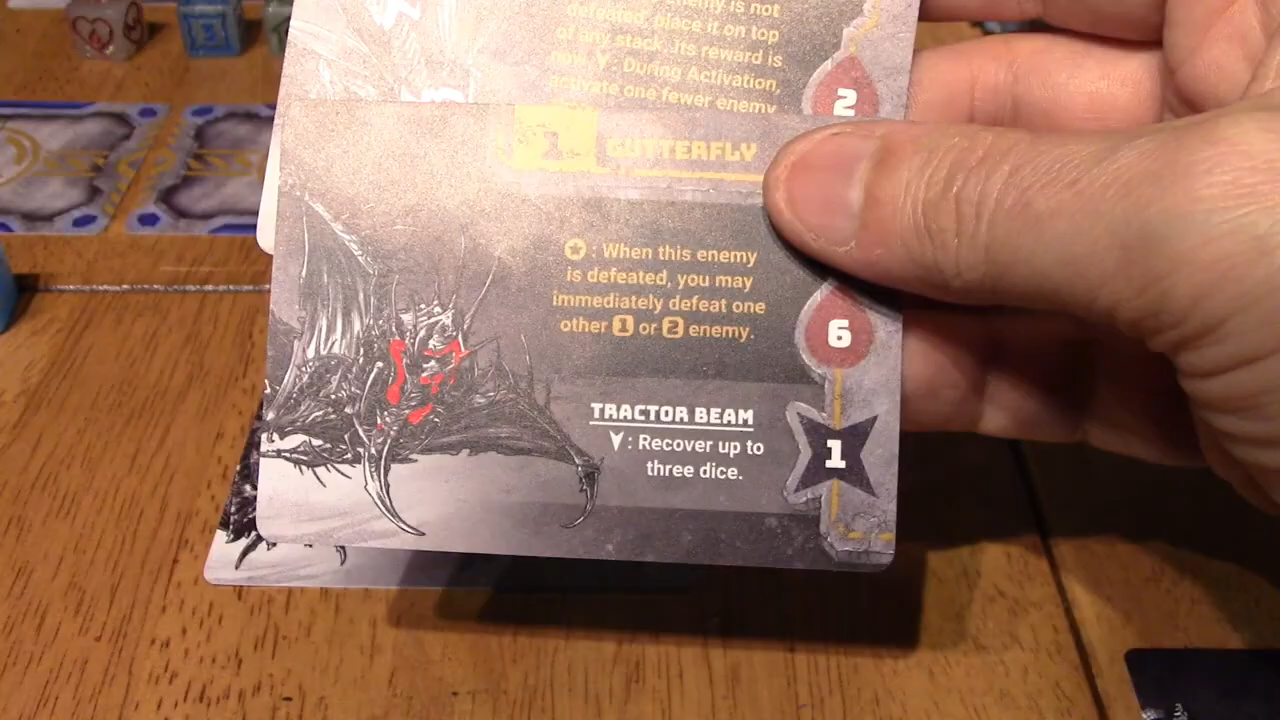 enemy is not
defeated, place it on top
of any stack. Its reward is
now V. During Activation,
activate one fewer enemy
2
1 GUTTERFLY
: When this enemy
is defeated, you may
immediately defeat one
other 1 or 2 enemy.
6
TRACTOR BEAM
: Recover up to
three dice.
1